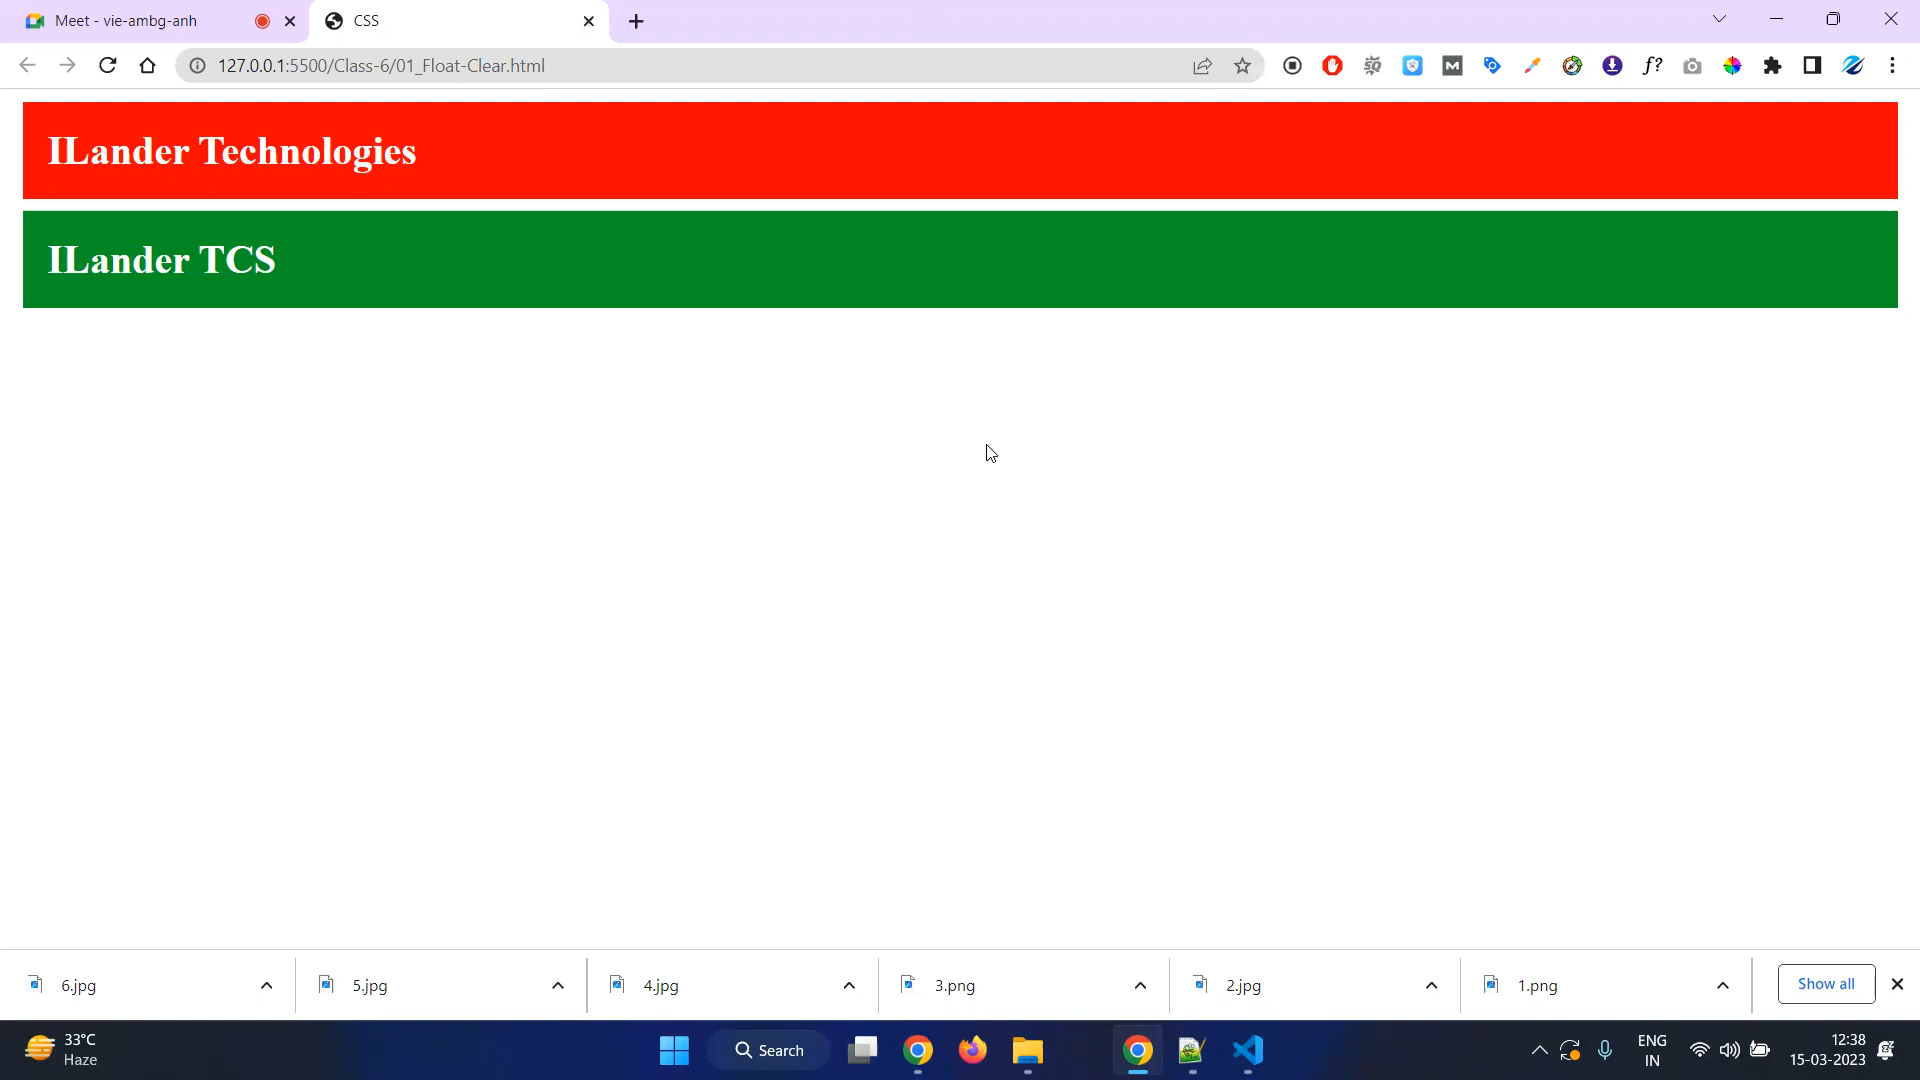 Meet - vie-ambg-anh
CSS
127.0.0.1:5500/Class-6/01_Float-Clear.html
ILander Technologies
ILander TCS
6.jpg
5.jpg
4.jpg
3.png
2.jpg
1.png
Show all
33°C
Haze
Search
ENG
IN
12:38
15-03-2023